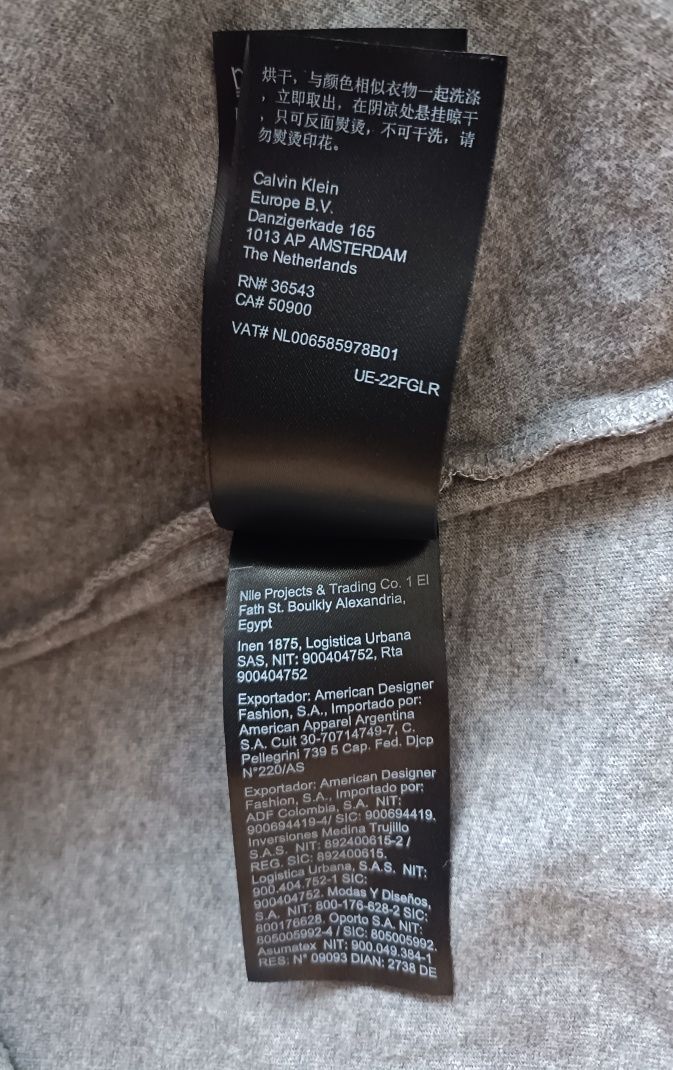 烘干，与颜色相似衣物一起洗涤
，立即取出，在阴凉处悬挂晾干
，只可反面熨烫，不可干洗，请
勿熨烫印花。
Calvin Klein
Europe B.V.
Danzigerkade 165
1013 AP AMSTERDAM
The Netherlands
RN# 36543
CA# 50900
VAT# NL006585978B01
UE-22FGLR
Nile Projects & Trading Co. 1 El
Fath St. Boulkly Alexandria,
Egypt
Inen 1875, Logistica Urbana
SAS, NIT: 900404752, Rta
900404752
Exportador: American Designer
Fashion, S.A., Importado por:
American Apparel Argentina
S.A. Cuit 30-70714749-7, C.
Pellegrini 739 5 Cap. Fed. Djcp
N°220/AS
Exportador: American Designer
Fashion, S.A., Importado por:
ADF Colombia, S.A. NIT:
900694419-4/ SIC: 900694419.
Inversiones Medina Trujillo
S.A.S. NIT: 892400615-2 /
REG. SIC: 892400615.
Logistica Urbana, S.A.S. NIT:
900.404.752-1 SIC:
900404752. Modas Y Diseños,
S.A. NIT: 800-176-628-2 SIC:
800176628. Oporto S.A. NIT:
805005992-4 / SIC: 805005992.
Asumatex NIT: 900.049.384-1
RES: N° 09093 DIAN: 2738 DE